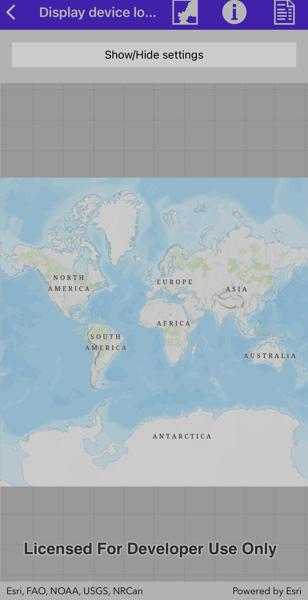 Display device lo...
Show/Hide settings
NORTH
AMERICA
EUROPE
ASIA
AFRICA
SOUTH
AMERICA
AUSTRALIA
ANTARCTICA
Licensed For Developer Use Only
Esri, FAO, NOAA, USGS, NRCan
Powered by Esri